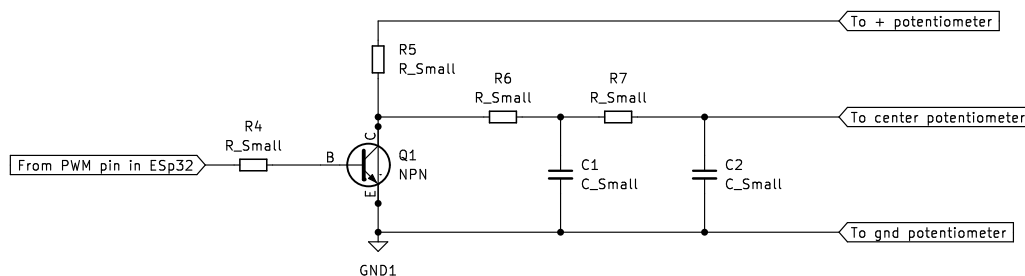 To + potentiometer
R5
R_Small
R6
R_Small
R7
R_Small
To center potentiometer
R4
R_Small
From PWM pin in ESp32
B
C
E
Q1
NPN
C1
C_Small
C2
C_Small
To gnd potentiometer
GND1